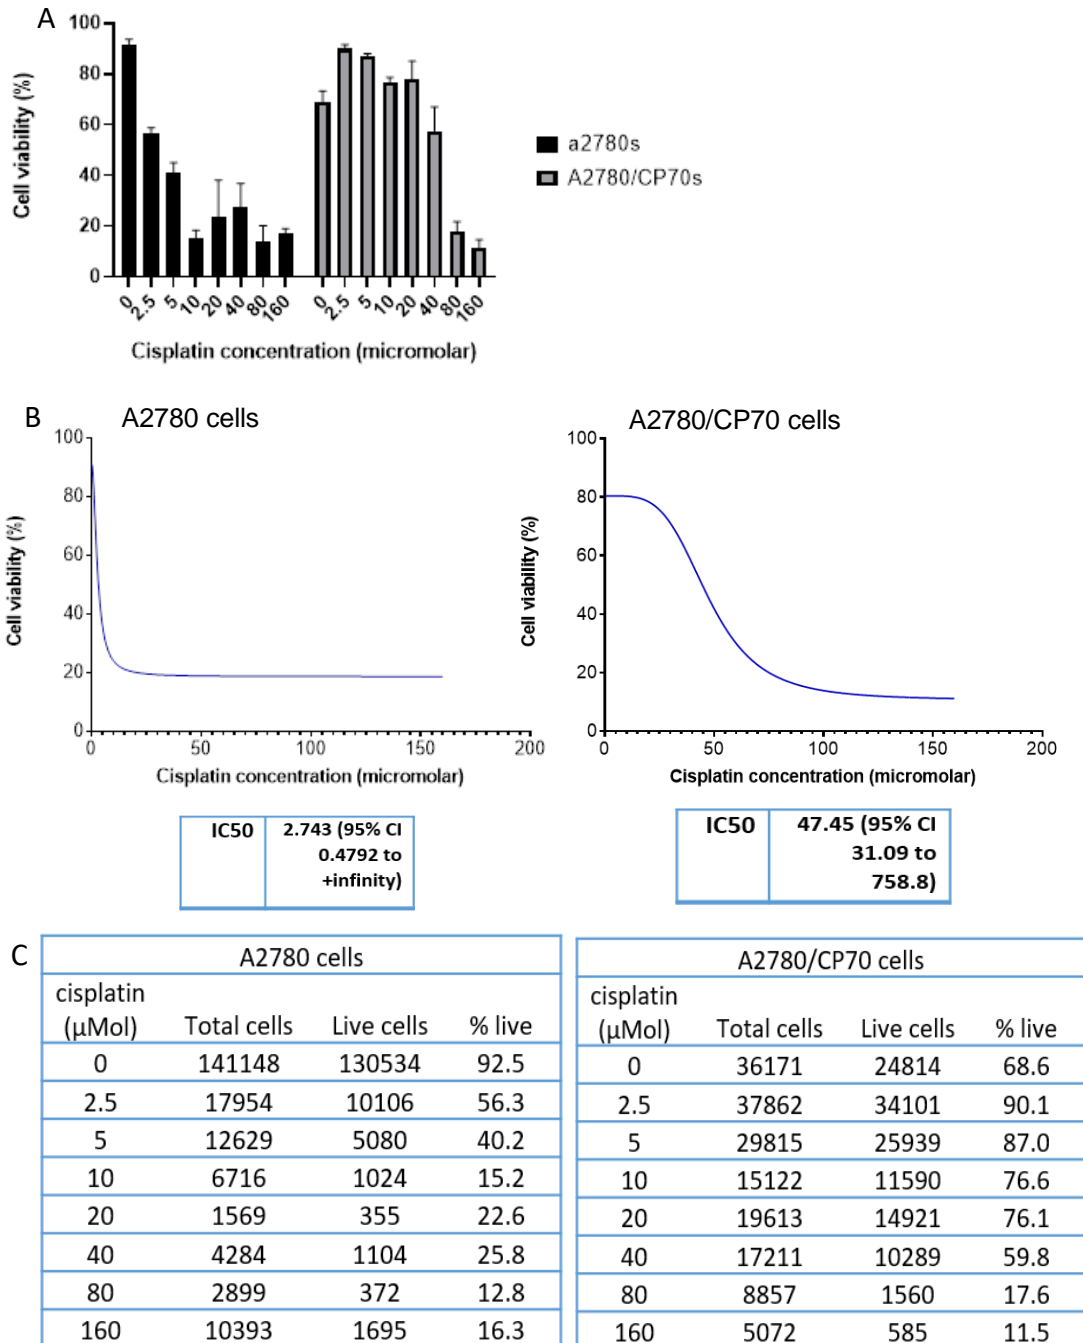 A
100
80
60
40
20
0
Cell viability (%)
0 2.5 5 10 20 40 80 160 0 2.5 5 10 20 40 80 160
Cisplatin concentration (micromolar)
a2780s
A2780/CP70s
B
A2780 cells
100
80
60
40
20
0
Cell viability (%)
0 50 100 150 200
Cisplatin concentration (micromolar)
IC50 2.743 (95% CI
0.4792 to
+infinity)
A2780/CP70 cells
100
80
60
40
20
0
Cell viability (%)
0 50 100 150 200
Cisplatin concentration (micromolar)
IC50 47.45 (95% CI
31.09 to
758.8)
C
A2780 cells
cisplatin
(µMol) Total cells Live cells % live
0 141148 130534 92.5
2.5 17954 10106 56.3
5 12629 5080 40.2
10 6716 1024 15.2
20 1569 355 22.6
40 4284 1104 25.8
80 2899 372 12.8
160 10393 1695 16.3
A2780/CP70 cells
cisplatin
(µMol) Total cells Live cells % live
0 36171 24814 68.6
2.5 37862 34101 90.1
5 29815 25939 87.0
10 15122 11590 76.6
20 19613 14921 76.1
40 17211 10289 59.8
80 8857 1560 17.6
160 5072 585 11.5